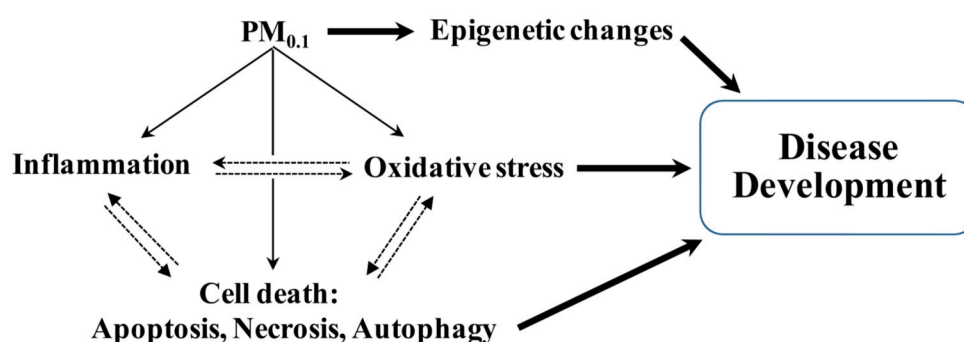 PM0.1
Epigenetic changes
Inflammation
Oxidative stress
Disease
Development
Cell death:
Apoptosis, Necrosis, Autophagy